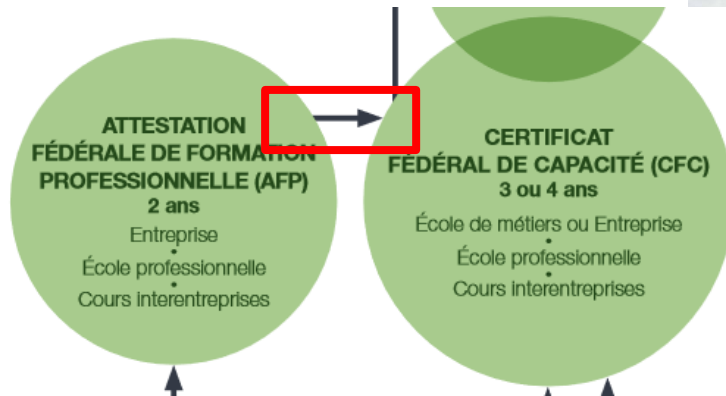 ATTESTATION
FÉDÉRALE DE FORMATION
PROFESSIONNELLE (AFP)
2 ans
Entreprise
•
École professionnelle
•
Cours interentreprises
CERTIFICAT
FÉDÉRAL DE CAPACITÉ (CFC)
3 ou 4 ans
École de métiers ou Entreprise
•
École professionnelle
•
Cours interentreprises